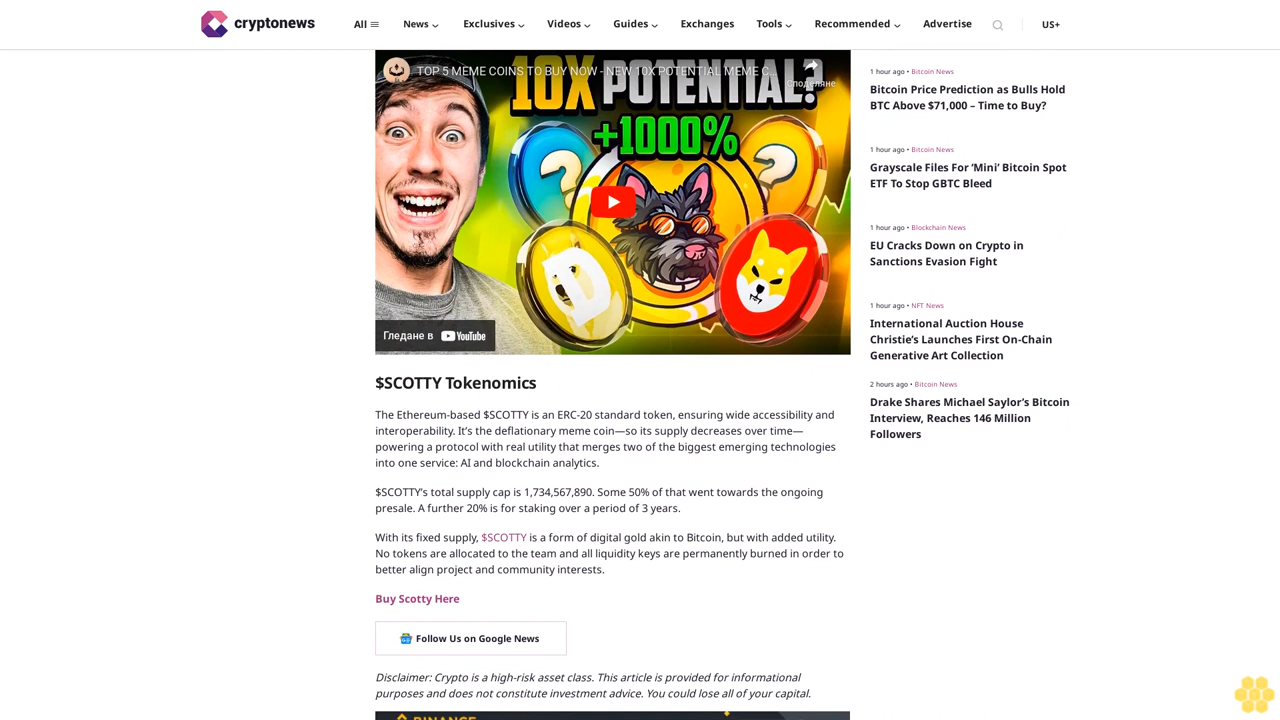 cryptonews
All
News
Exclusives
Videos
Guides
Exchanges
Tools
Recommended
Advertise
US+
TOP 5 MEME COINS TO BUY NOW - NEW 10X POTENTIAL MEME C...
Споделяне
10X POTENTIAL?
+1000%
Гледане в YouTube
$SCOTTY Tokenomics
The Ethereum-based $SCOTTY is an ERC-20 standard token, ensuring wide accessibility and
interoperability. It’s the deflationary meme coin—so its supply decreases over time—
powering a protocol with real utility that merges two of the biggest emerging technologies
into one service: AI and blockchain analytics.
$SCOTTY’s total supply cap is 1,734,567,890. Some 50% of that went towards the ongoing
presale. A further 20% is for staking over a period of 3 years.
With its fixed supply, $SCOTTY is a form of digital gold akin to Bitcoin, but with added utility.
No tokens are allocated to the team and all liquidity keys are permanently burned in order to
better align project and community interests.
Buy Scotty Here
Follow Us on Google News
Disclaimer: Crypto is a high-risk asset class. This article is provided for informational
purposes and does not constitute investment advice. You could lose all of your capital.
BINANCE
1 hour ago • Bitcoin News
Bitcoin Price Prediction as Bulls Hold
BTC Above $71,000 – Time to Buy?
1 hour ago • Bitcoin News
Grayscale Files For ‘Mini’ Bitcoin Spot
ETF To Stop GBTC Bleed
1 hour ago • Blockchain News
EU Cracks Down on Crypto in
Sanctions Evasion Fight
1 hour ago • NFT News
International Auction House
Christie’s Launches First On-Chain
Generative Art Collection
2 hours ago • Bitcoin News
Drake Shares Michael Saylor’s Bitcoin
Interview, Reaches 146 Million
Followers